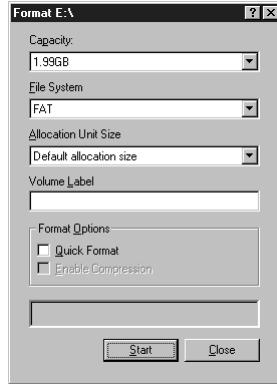 Format E:\
Capacity:
1.99GB
File System
FAT
Allocation Unit Size
Default allocation size
Volume Label
Format Options
Quick Format
Enable Compression
Start
Close